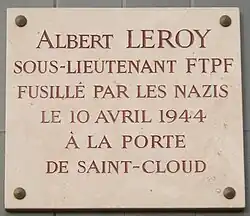 ALBERT LEROY
SOUS-LIEUTENANT FTPF
FUSILLÉ PAR LES NAZIS
LE 10 AVRIL 1944
À LA PORTE
DE SAINT-CLOUD